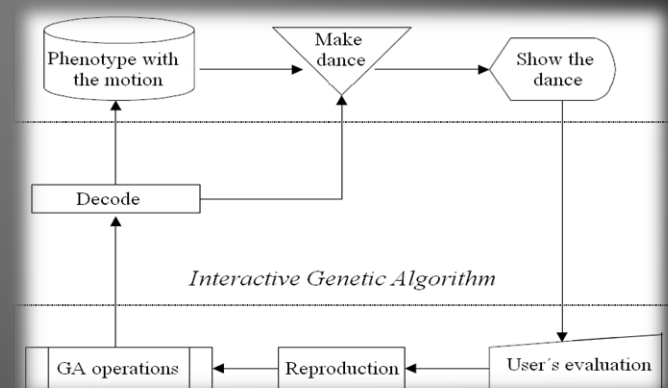 Phenotype with
the motion
Make
dance
Show the
dance
Decode
Interactive Genetic Algorithm
GA operations
Reproduction
User´s evaluation